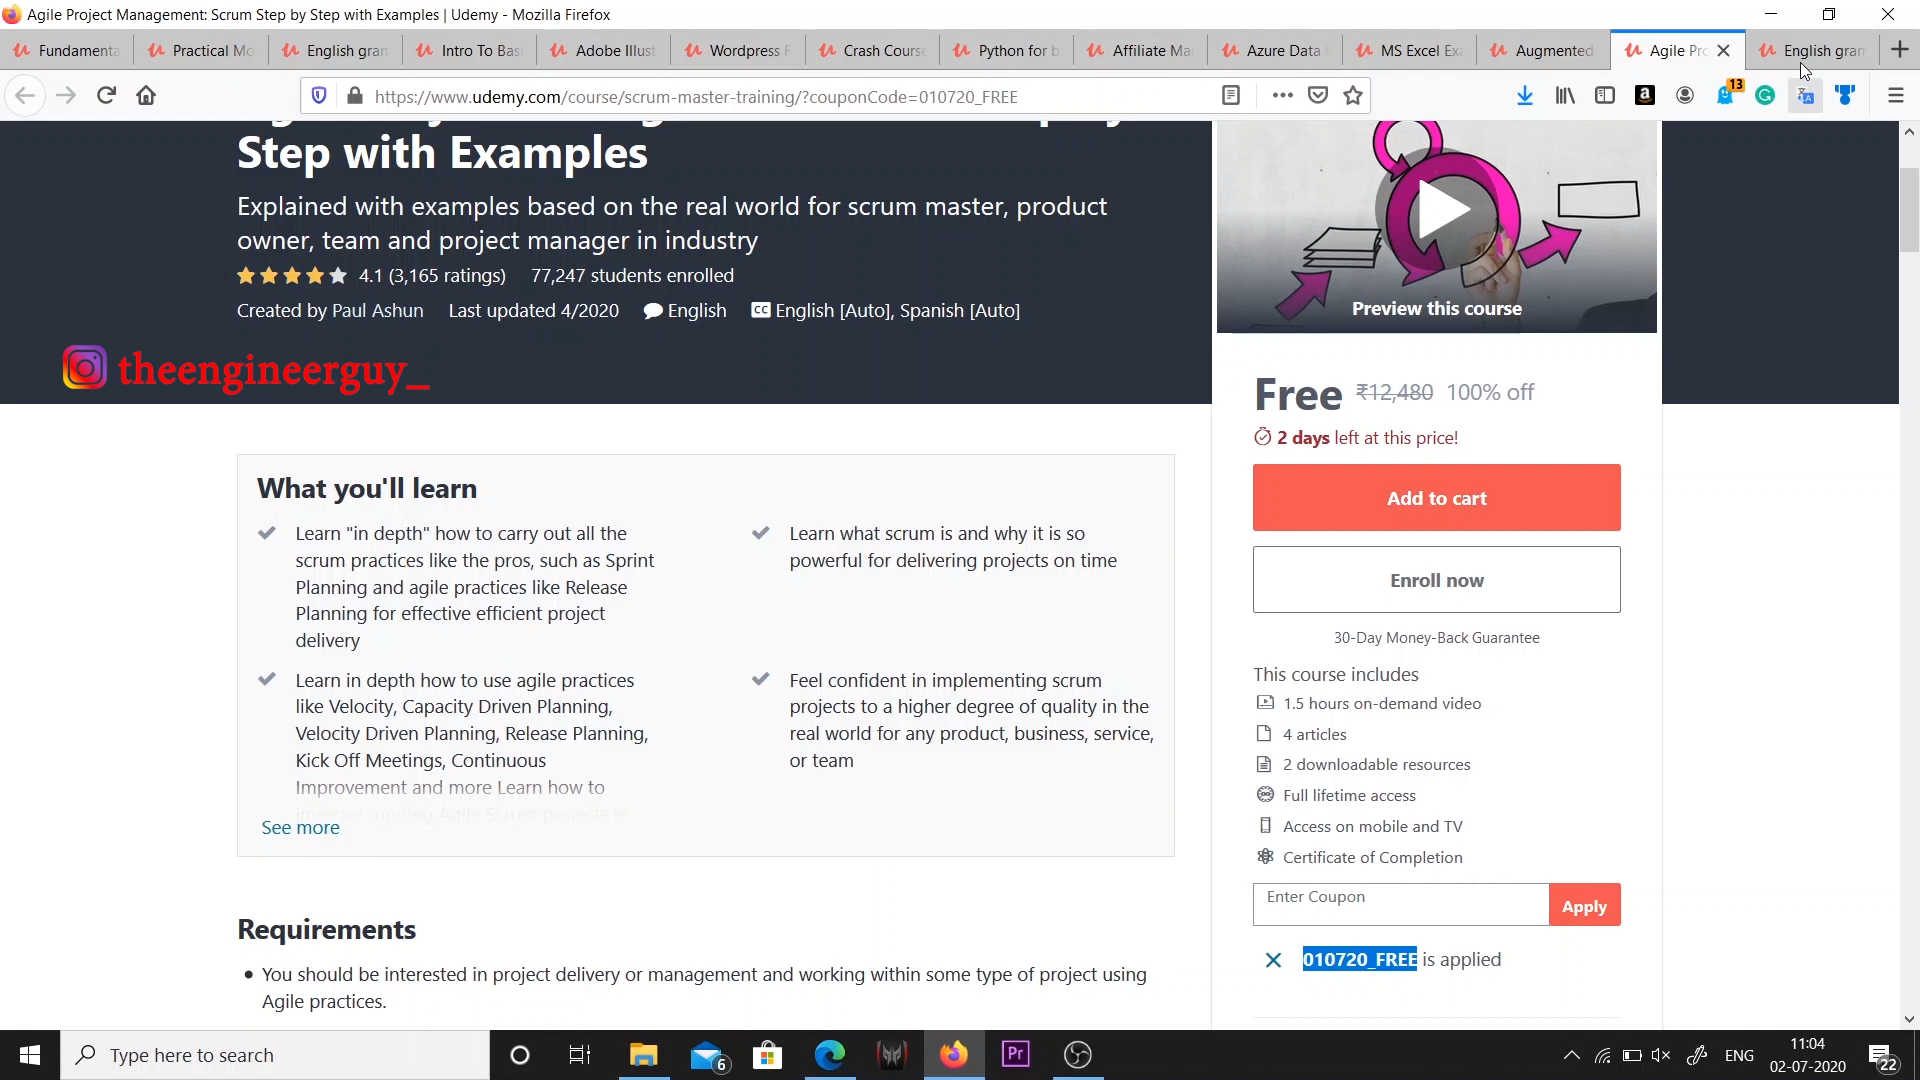 Agile Project Management: Scrum Step by Step with Examples | Udemy - Mozilla Firefox
Fundamenta Practical Mo English gran Intro To Bas Adobe Illust Wordpress F Crash Course Python for b Affiliate Ma Azure Data MS Excel Exa Augmented Agile Pro English gran
https://www.udemy.com/course/scrum-master-training/?couponCode=010720_FREE
13
Step with Examples
Explained with examples based on the real world for scrum master, product
owner, team and project manager in industry
4.1 (3,165 ratings) 77,247 students enrolled
Created by Paul Ashun Last updated 4/2020 English CC English [Auto], Spanish [Auto]
theengineerguy_
Preview this course
Free ₹12,480 100% off
2 days left at this price!
Add to cart
Enroll now
30-Day Money-Back Guarantee
This course includes
1.5 hours on-demand video
4 articles
2 downloadable resources
Full lifetime access
Access on mobile and TV
Certificate of Completion
Enter Coupon
Apply
010720_FREE is applied
What you'll learn
Learn "in depth" how to carry out all the
scrum practices like the pros, such as Sprint
Planning and agile practices like Release
Planning for effective efficient project
delivery
Learn what scrum is and why it is so
powerful for delivering projects on time
Learn in depth how to use agile practices
like Velocity, Capacity Driven Planning,
Velocity Driven Planning, Release Planning,
Kick Off Meetings, Continuous
Improvement and more Learn how to
Feel confident in implementing scrum
projects to a higher degree of quality in the
real world for any product, business, service,
or team
See more
Requirements
You should be interested in project delivery or management and working within some type of project using
Agile practices.
Type here to search
6
Pr
ENG
11:04
02-07-2020
22